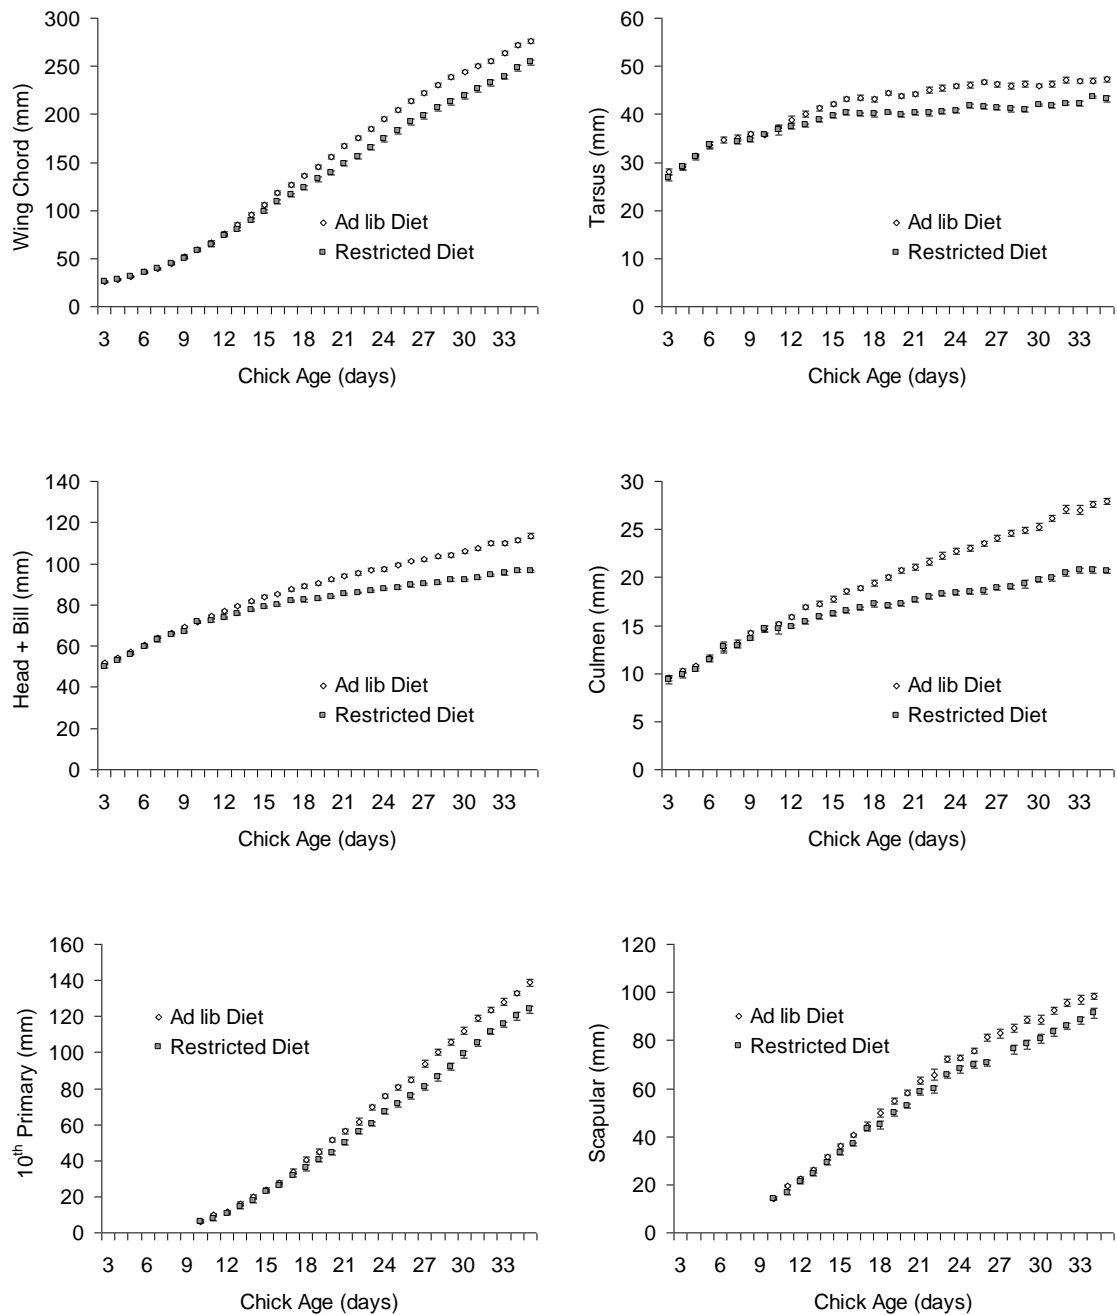 300
250
200
150
100
50
0
Wing Chord (mm)
Ad lib Diet
Restricted Diet
3 6 9 12 15 18 21 24 27 30 33
Chick Age (days)
60
50
40
30
20
10
0
Tarsus (mm)
Ad lib Diet
Restricted Diet
3 6 9 12 15 18 21 24 27 30 33
Chick Age (days)
140
120
100
80
60
40
20
0
Head + Bill (mm)
Ad lib Diet
Restricted Diet
3 6 9 12 15 18 21 24 27 30 33
Chick Age (days)
30
25
20
15
10
5
0
Culmen (mm)
Ad lib Diet
Restricted Diet
3 6 9 12 15 18 21 24 27 30 33
Chick Age (days)
160
140
120
100
80
60
40
20
0
10th Primary (mm)
Ad lib Diet
Restricted Diet
3 6 9 12 15 18 21 24 27 30 33
Chick Age (days)
120
100
80
60
40
20
0
Scapular (mm)
Ad lib Diet
Restricted Diet
3 6 9 12 15 18 21 24 27 30 33
Chick Age (days)